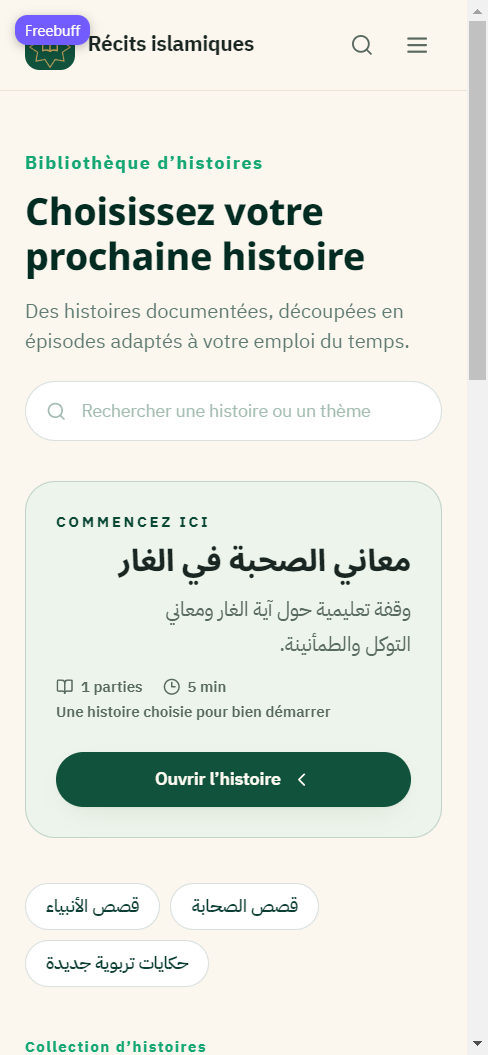 Freebuff
Récits islamiques
Bibliothèque d’histoires
Choisissez votre
prochaine histoire
Des histoires documentées, découpées en
épisodes adaptés à votre emploi du temps.
Rechercher une histoire ou un thème
COMMENCEZ ICI
معاني الصحبة في الغار
وقفة تعليمية حول آية الغار ومعاني
التوكل والطمأنينة.
1 parties 5 min
Une histoire choisie pour bien démarrer
Ouvrir l’histoire
قصص الأنبياء
قصص الصحابة
حكايات تربوية جديدة
Collection d’histoires